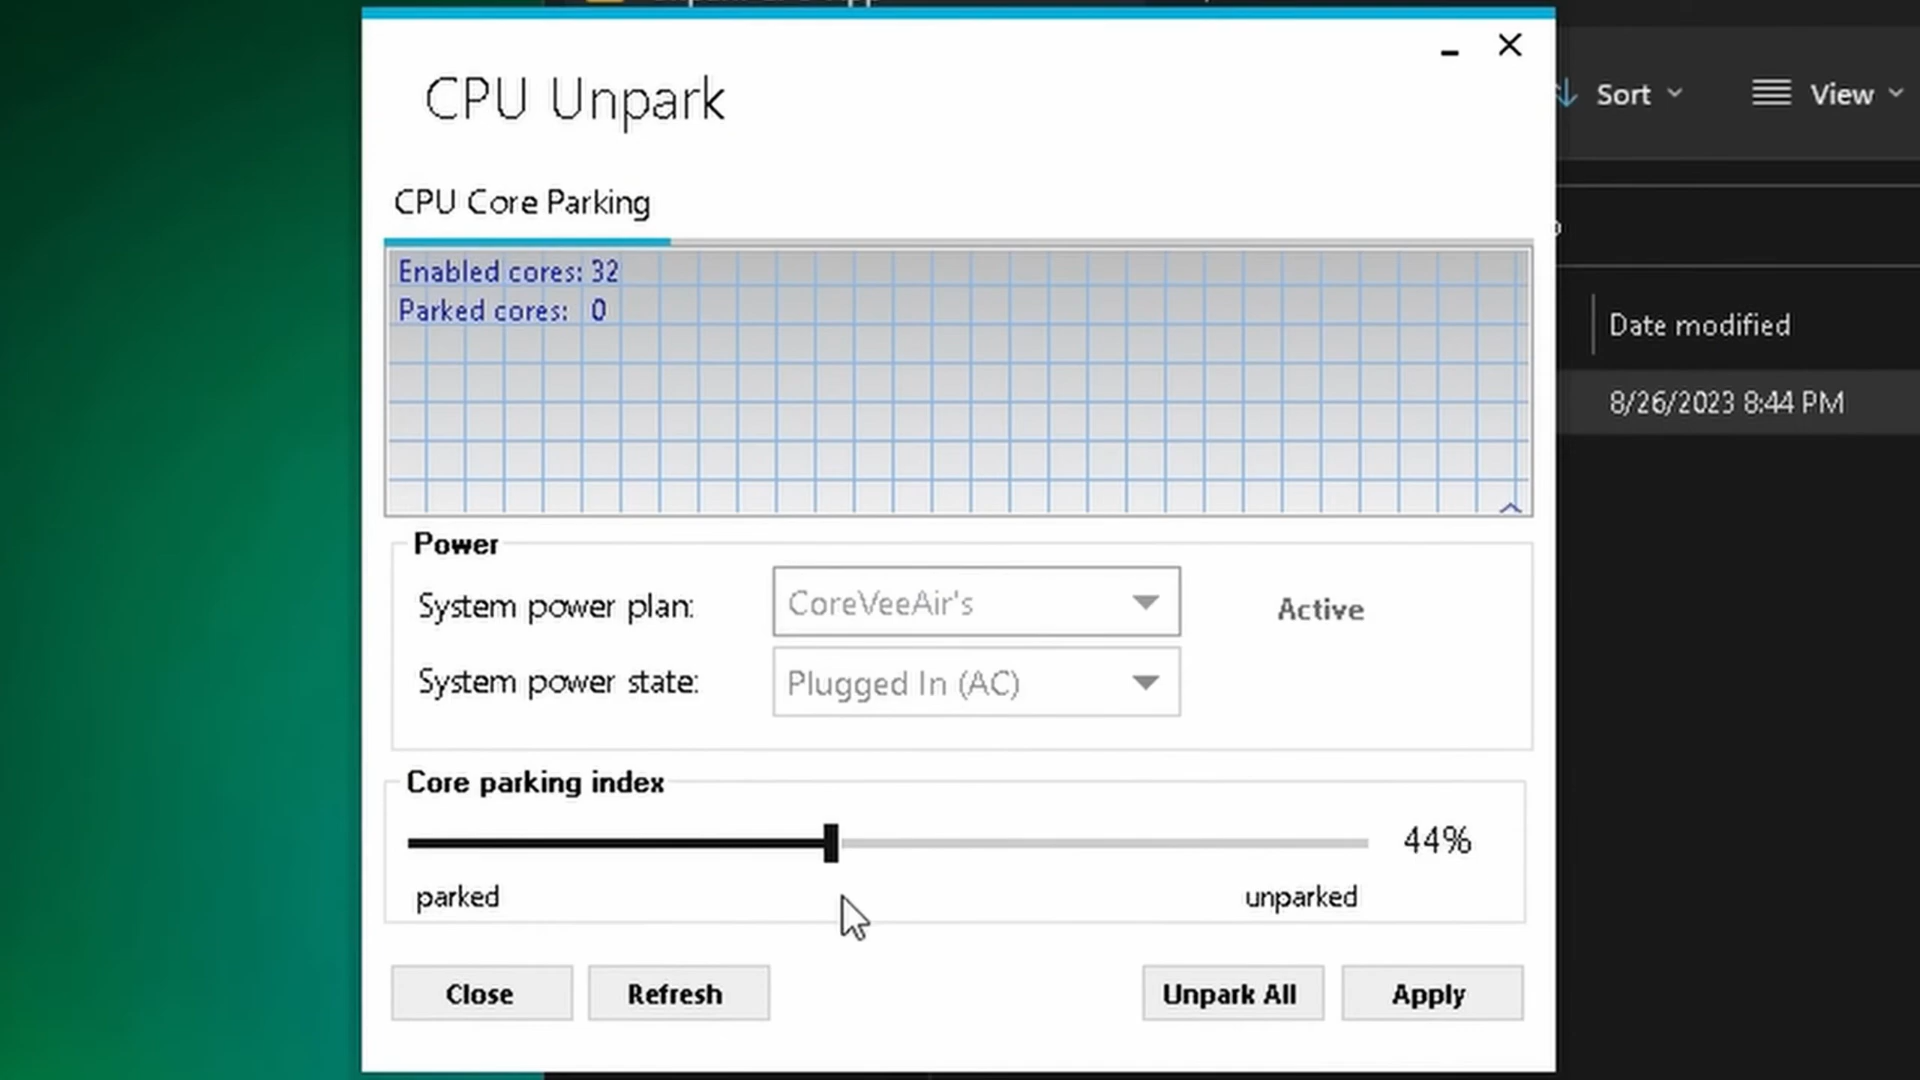 CPU Unpark
Sort
View
CPU Core Parking
Enabled cores: 32
Parked cores: 0
Date modified
8/26/2023 8:44 PM
Power
System power plan:
CoreVeeAir's
Active
System power state:
Plugged In (AC)
Core parking index
44%
parked
unparked
Close
Refresh
Unpark All
Apply